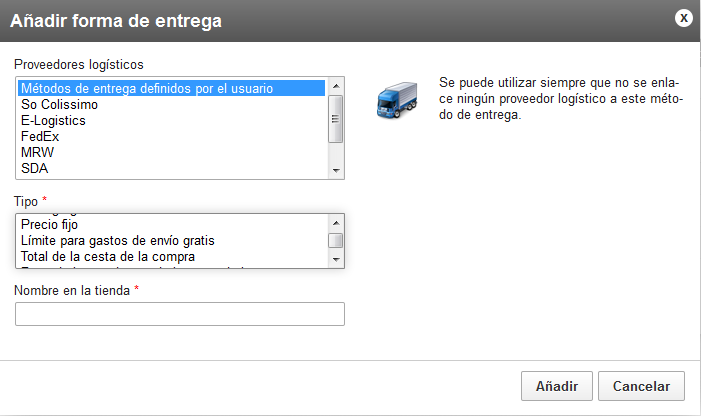 Añadir forma de entrega
x
Proveedores logísticos
Métodos de entrega definidos por el usuario
So Colissimo
E-Logistics
FedEx
MRW
SDA
Se puede utilizar siempre que no se enla-
ce ningún proveedor logístico a este méto-
do de entrega.
Tipo *
Precio fijo
Límite para gastos de envío gratis
Total de la cesta de la compra
Nombre en la tienda *
Añadir
Cancelar